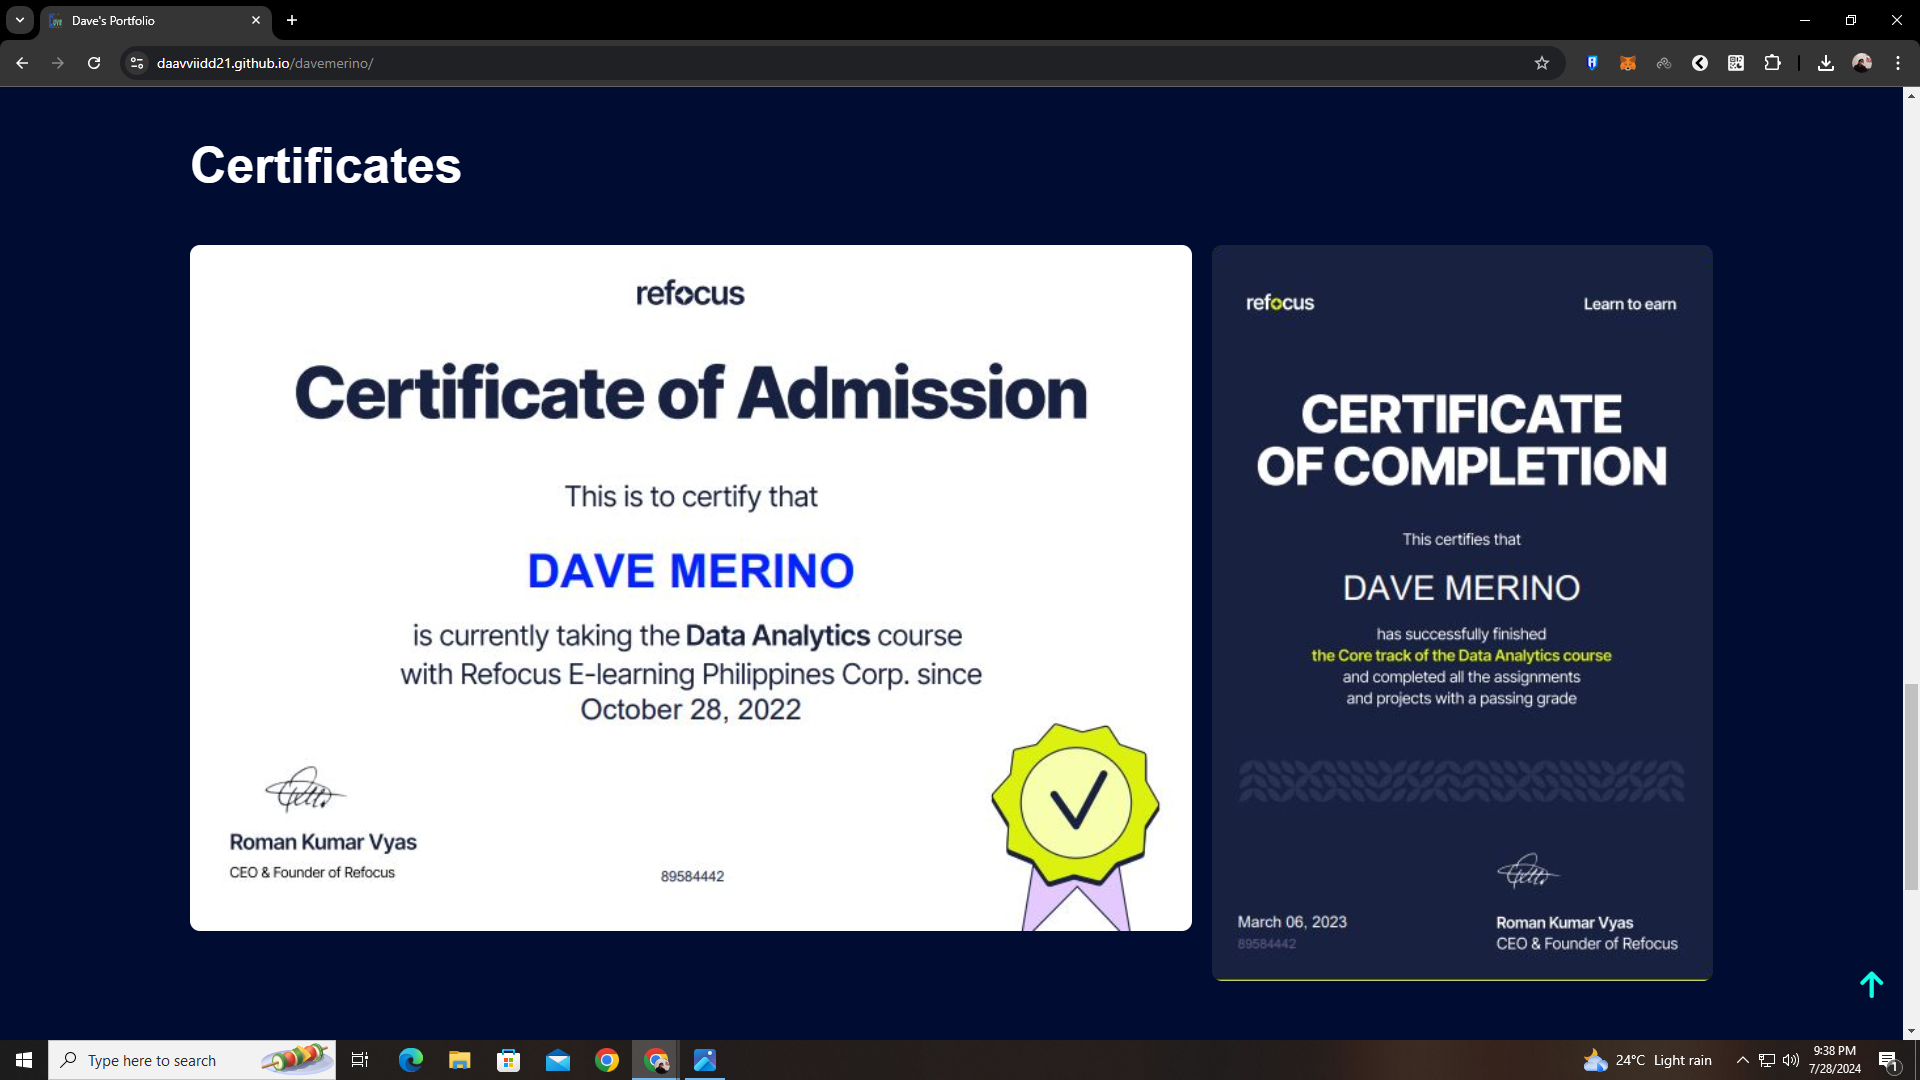 Dave's Portfolio
daavviidd21.github.io/davemerino/
Certificates
refocus
Certificate of Admission
This is to certify that
DAVE MERINO
is currently taking the Data Analytics course
with Refocus E-learning Philippines Corp. since
October 28, 2022
Roman Kumar Vyas
CEO & Founder of Refocus
89584442
refocus
Learn to earn
CERTIFICATE
OF COMPLETION
This certifies that
DAVE MERINO
has successfully finished
the Core track of the Data Analytics course
and completed all the assignments
and projects with a passing grade
March 06, 2023
89584442
Roman Kumar Vyas
CEO & Founder of Refocus
Type here to search
24°C Light rain
9:38 PM
7/28/2024
1